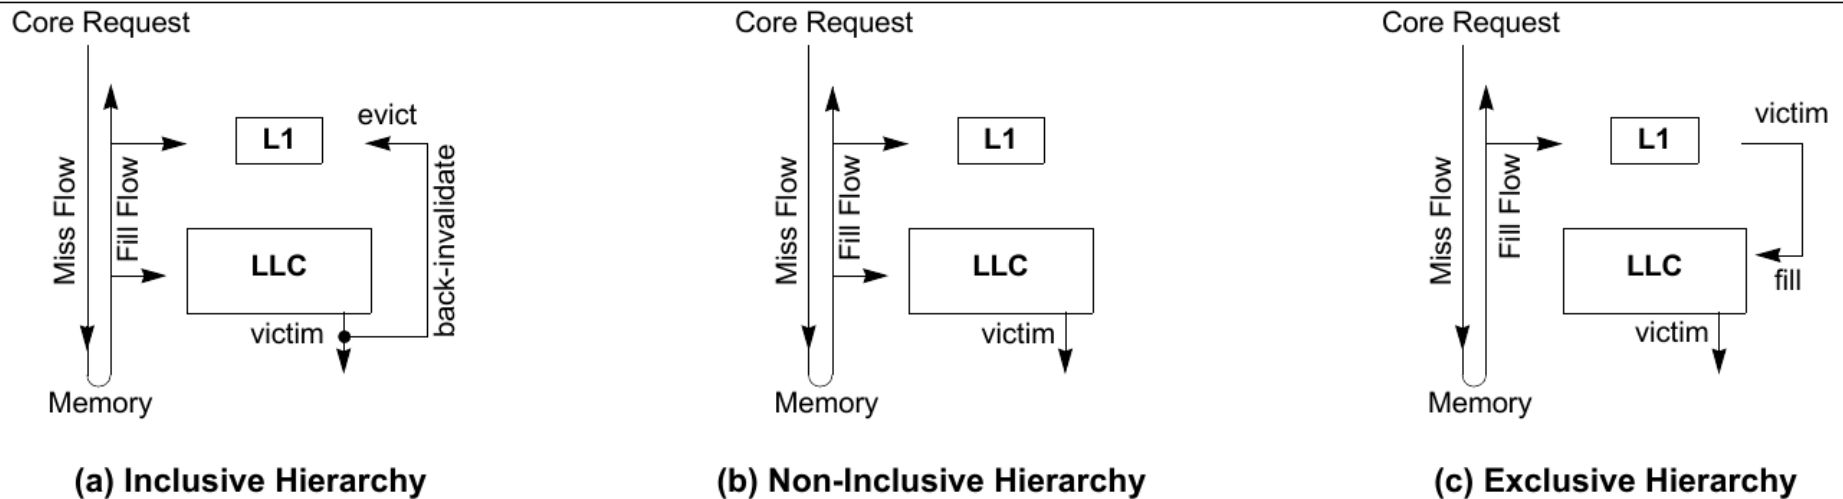 Core Request
Miss Flow
Fill Flow
L1
evict
back-invalidate
LLC
victim
Memory
(a) Inclusive Hierarchy
Core Request
Miss Flow
Fill Flow
L1
LLC
victim
Memory
(b) Non-Inclusive Hierarchy
Core Request
Miss Flow
Fill Flow
L1
victim
LLC
fill
victim
Memory
(c) Exclusive Hierarchy